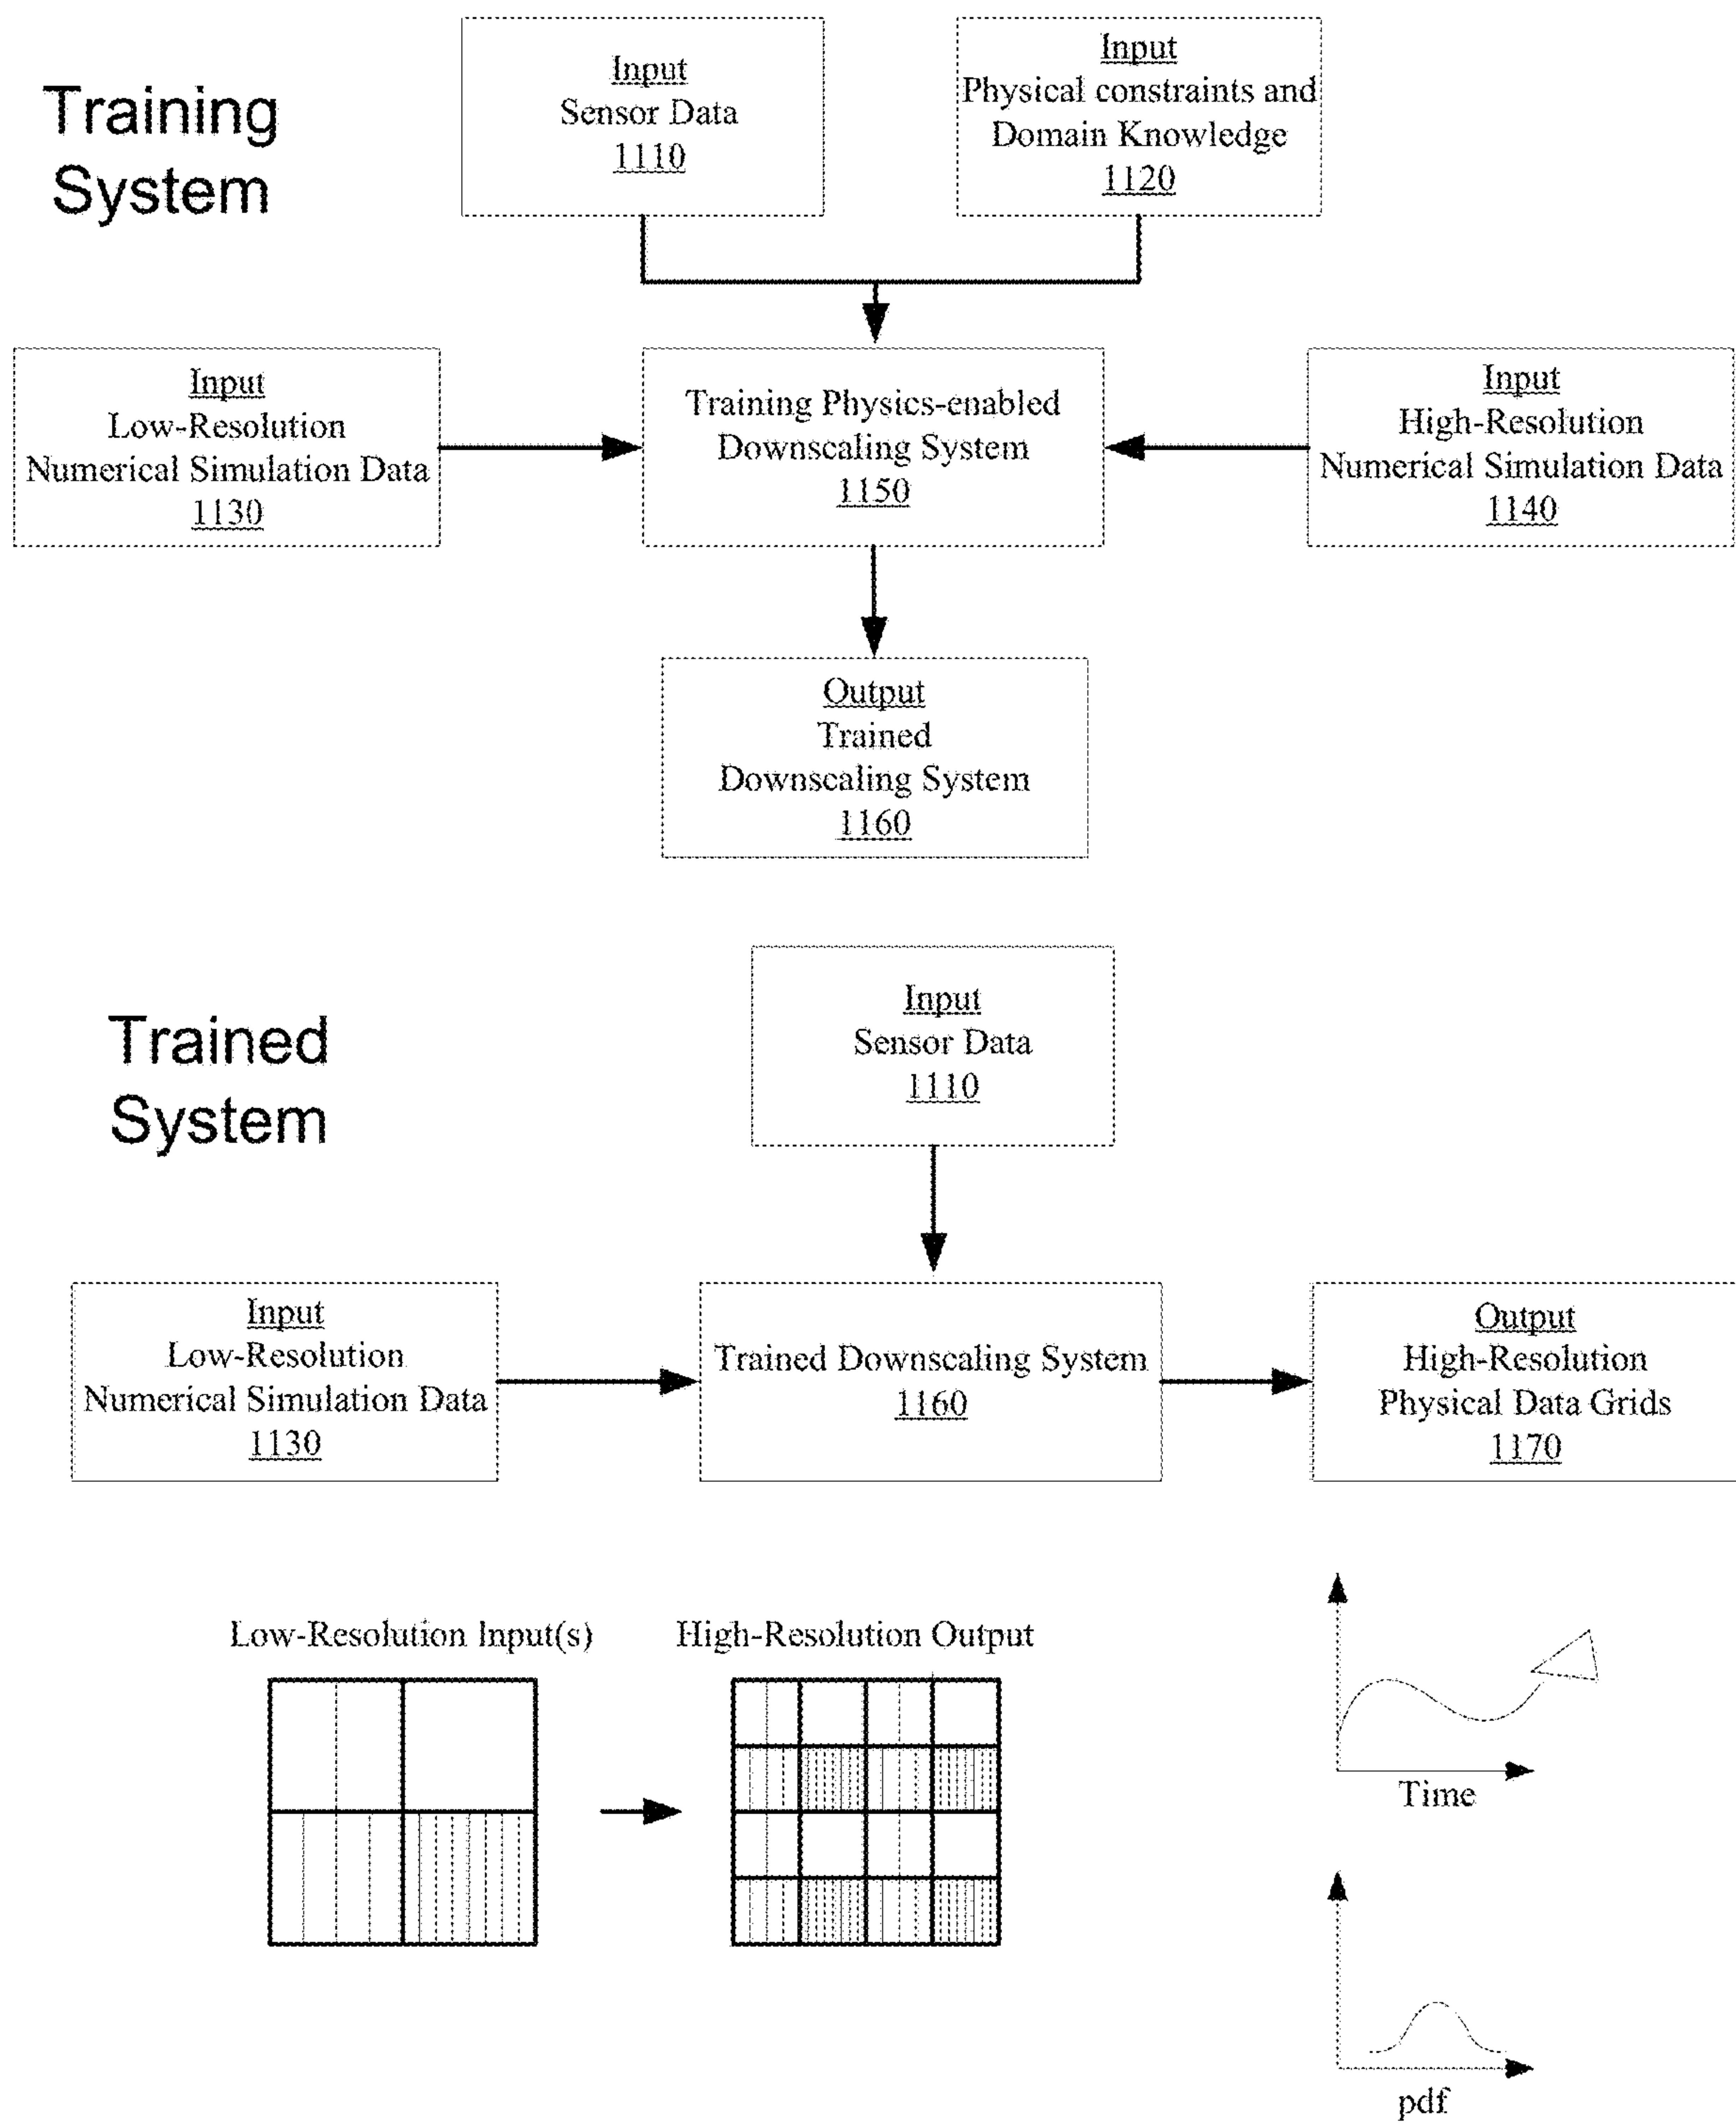 Training
System
Input
Sensor Data
1110
Input
Physical constraints and
Domain Knowledge
1120
Input
Low-Resolution
Numerical Simulation Data
1130
Training Physics-enabled
Downscaling System
1150
Input
High-Resolution
Numerical Simulation Data
1140
Output
Trained
Downscaling System
1160
Trained
System
Input
Sensor Data
1110
Input
Low-Resolution
Numerical Simulation Data
1130
Trained Downscaling System
1160
Output
High-Resolution
Physical Data Grids
1170
Low-Resolution Input(s)
High-Resolution Output
Time
pdf